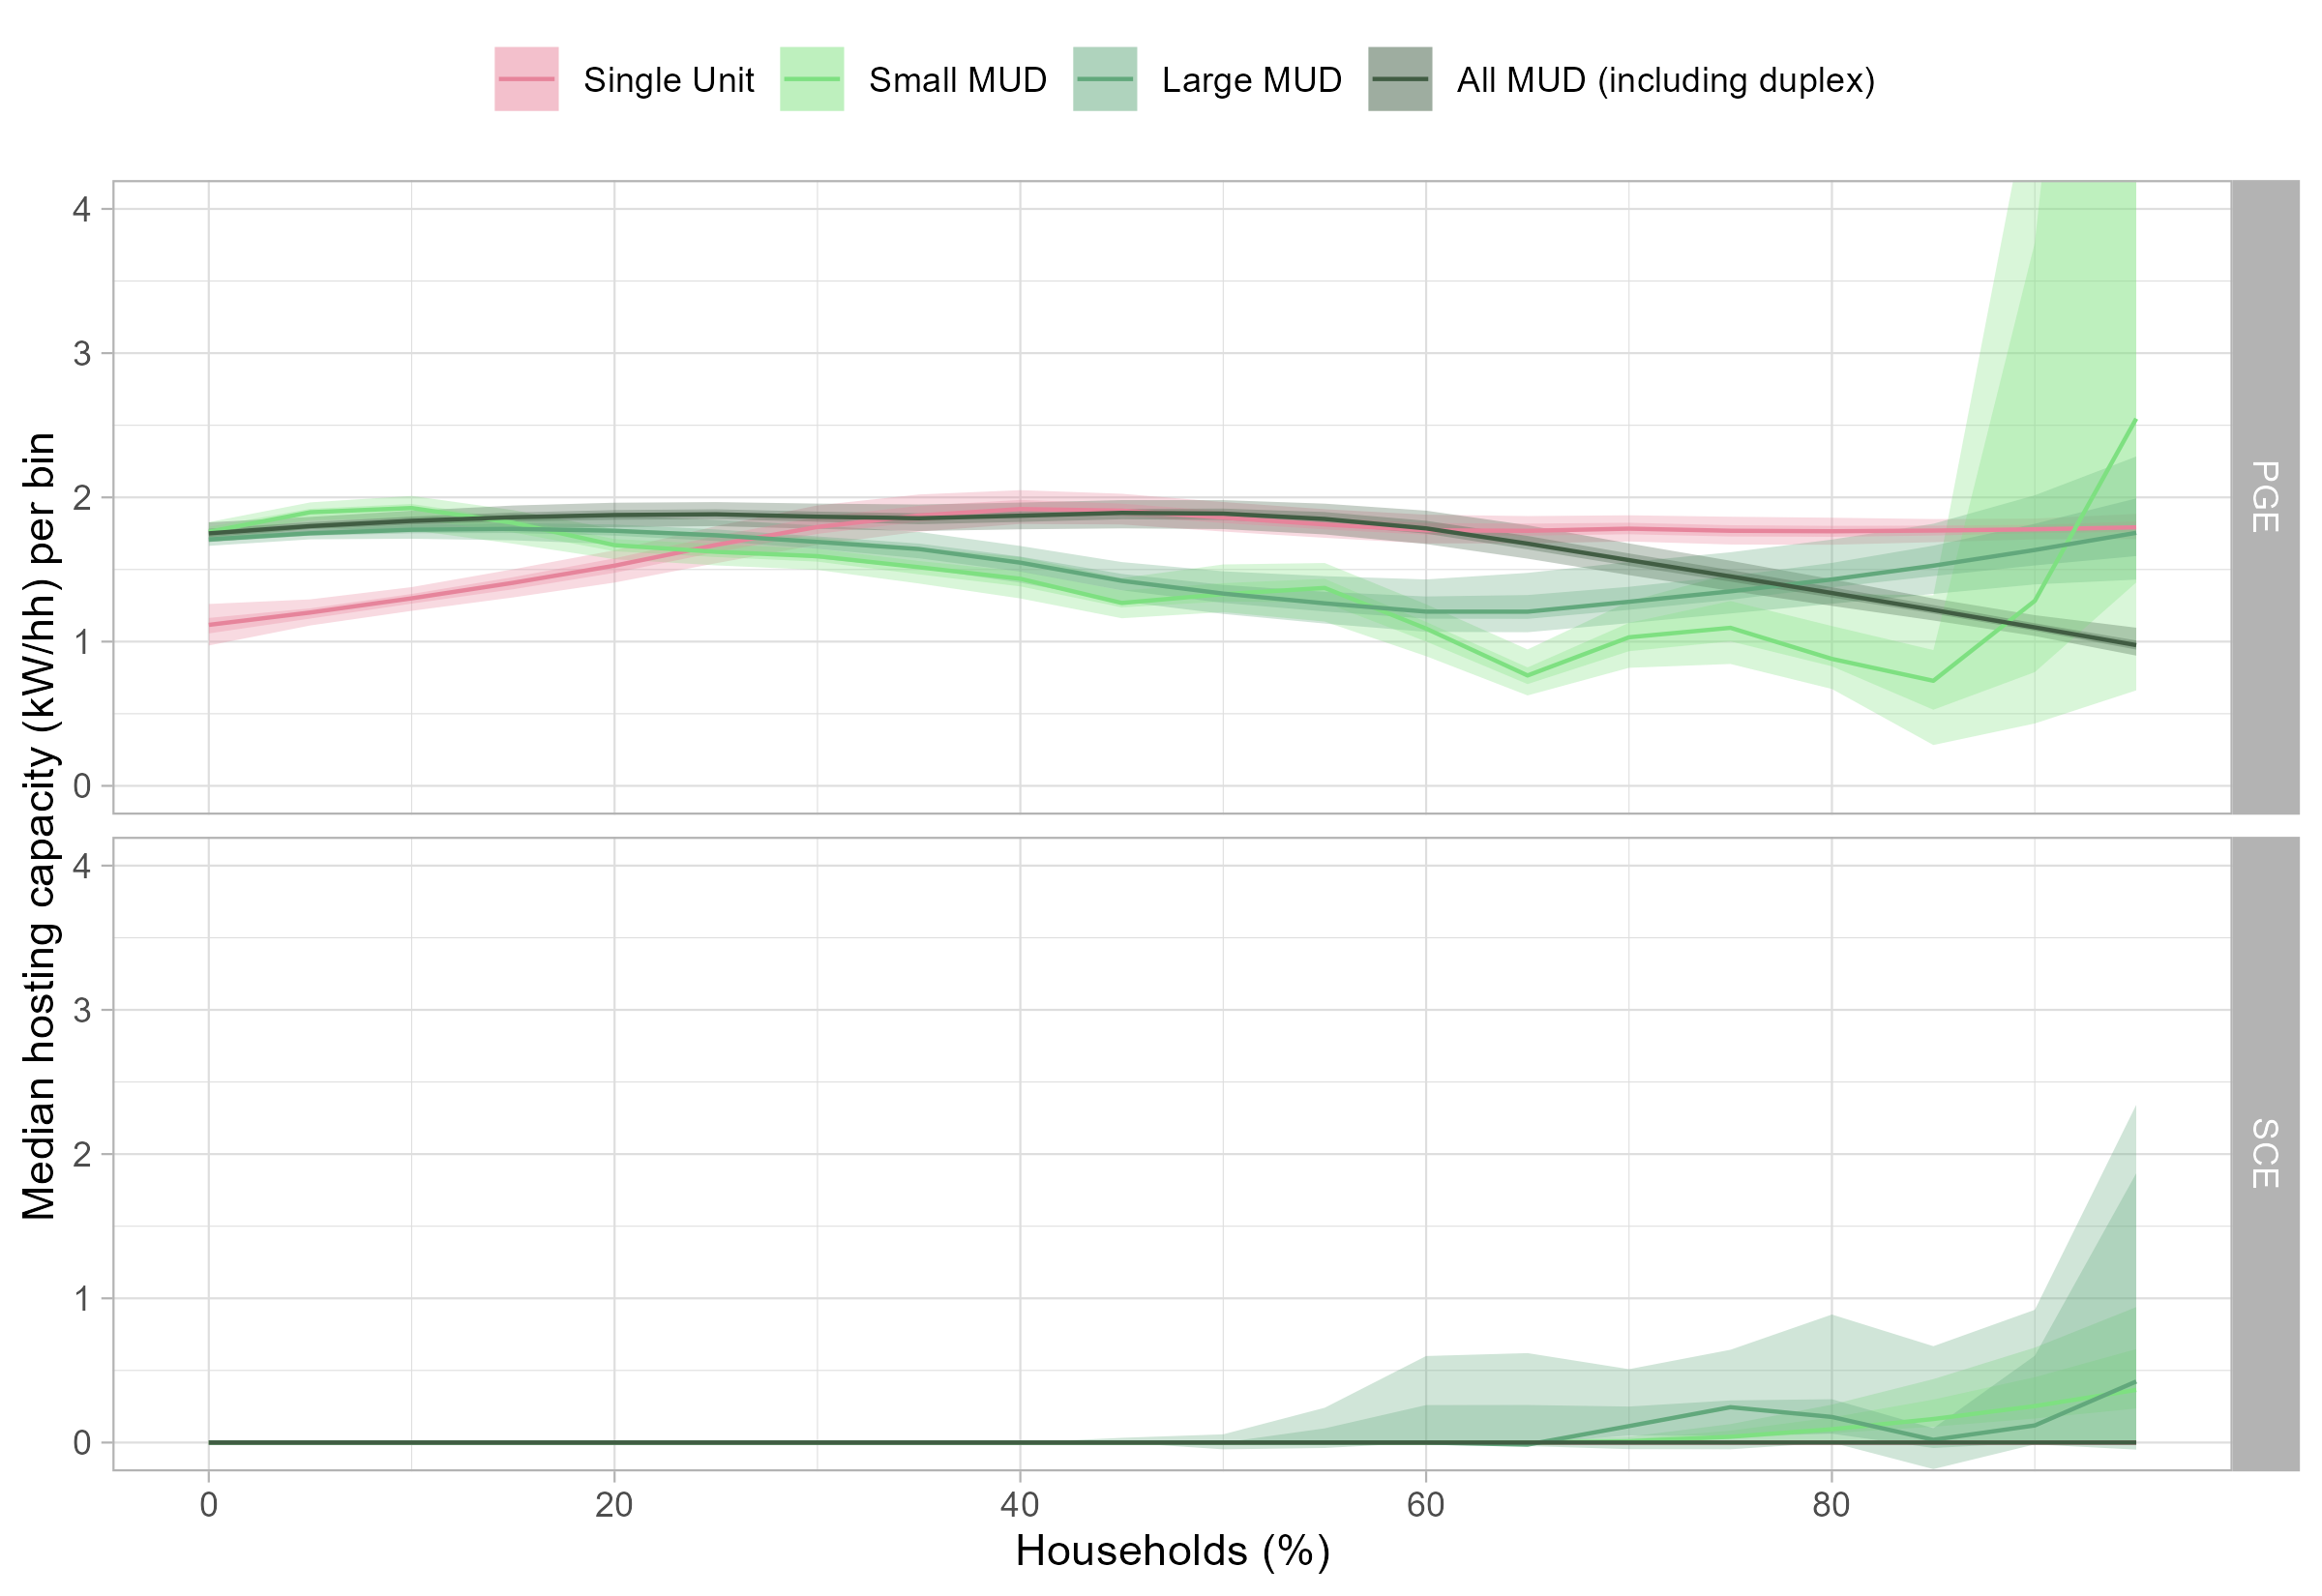 Single Unit Small MUD Large MUD All MUD (including duplex)
Median hosting capacity (kW/hh) per bin
4
3
2
1
0
PGE
4
3
2
1
0
SCE
0 20 40 60 80
Households (%)